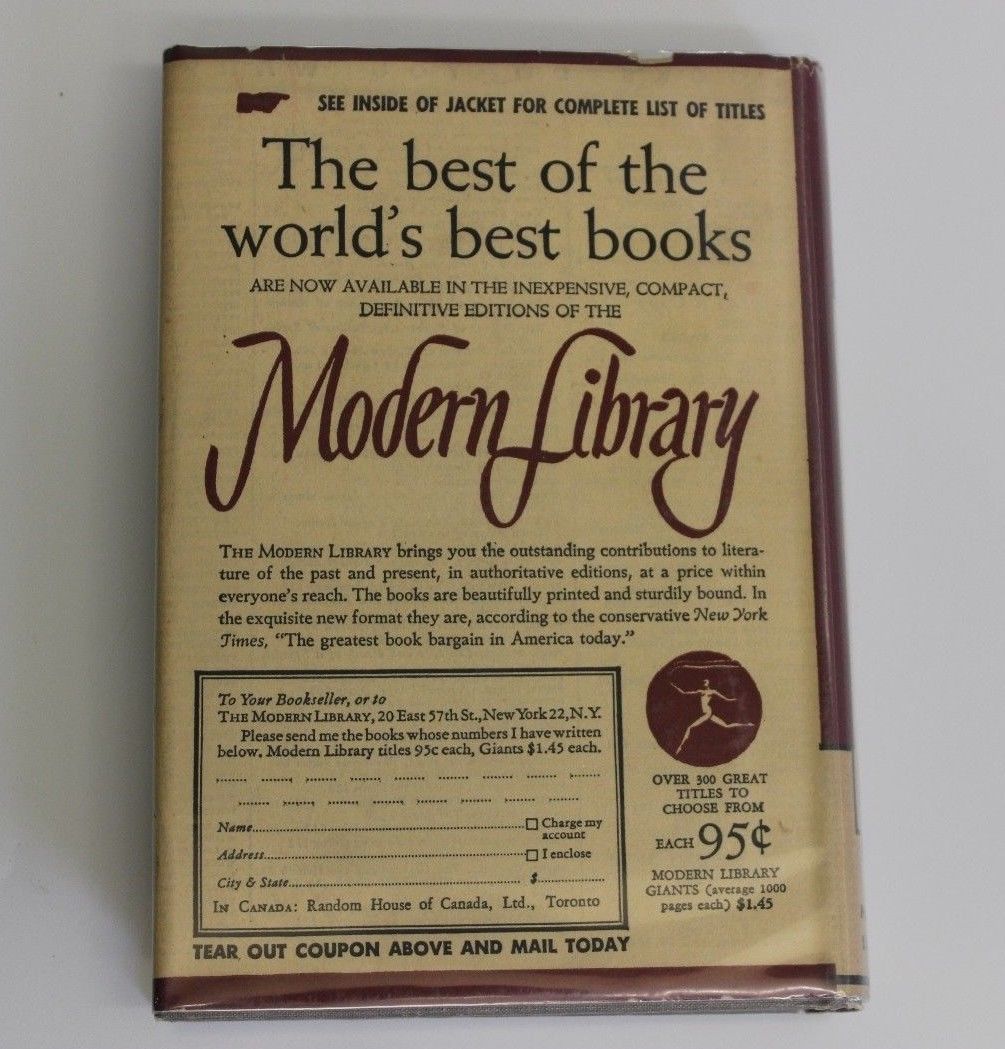 SEE INSIDE OF JACKET FOR COMPLETE LIST OF TITLES
The best of the
world's best books
ARE NOW AVAILABLE IN THE INEXPENSIVE, COMPACT,
DEFINITIVE EDITIONS OF THE
Modern Library
THE MODERN LIBRARY brings you the outstanding contributions to litera-
ture of the past and present, in authoritative editions, at a price within
everyone's reach. The books are beautifully printed and sturdily bound. In
the exquisite new format they are, according to the conservative New York
Times, "The greatest book bargain in America today."
To Your Bookseller, or to
THE MODERN LIBRARY, 20 East 57th St., New York 22, N.Y.
Please send me the books whose numbers I have written
below. Modern Library titles 95c each, Giants $1.45 each.
Name
Charge my
account
Address
I enclose
City & State
$
IN CANADA: Random House of Canada, Ltd., Toronto
TEAR OUT COUPON ABOVE AND MAIL TODAY
OVER 300 GREAT
TITLES TO
CHOOSE FROM
EACH 95¢
MODERN LIBRARY
GIANTS (average 1000
pages each) $1.45